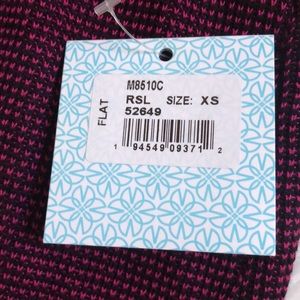 M8510C
FLAT
RSL SIZE: XS
52649
1 94549 09371 2